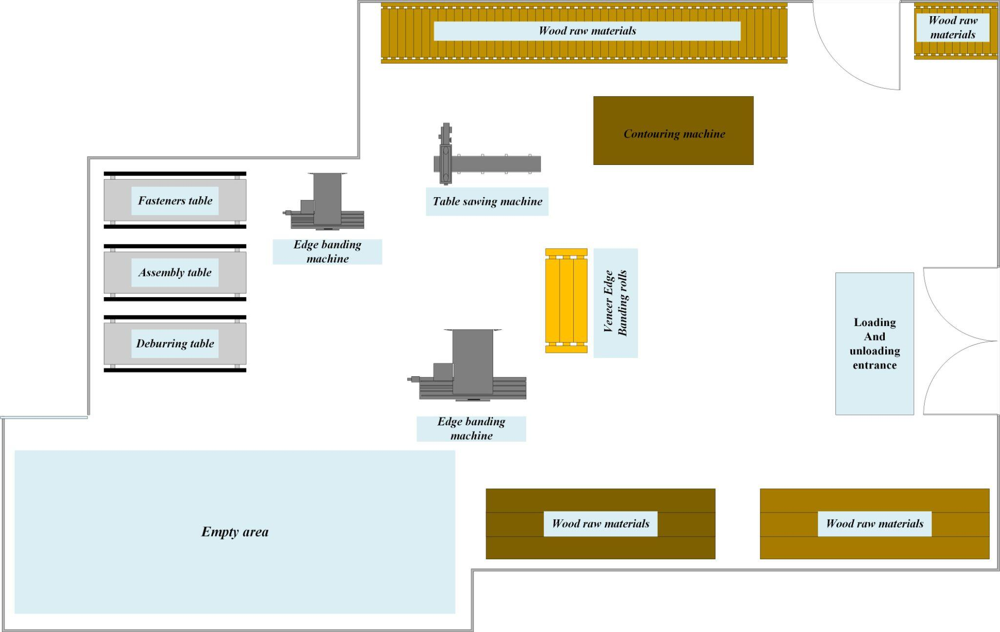 Wood raw materials
Wood raw
materials
Contouring machine
Fasteners table
Table sawing machine
Edge banding
machine
Assembly table
Veneer Edge
Banding rolls
Deburring table
Loading
And
unloading
entrance
Edge banding
machine
Empty area
Wood raw materials
Wood raw materials